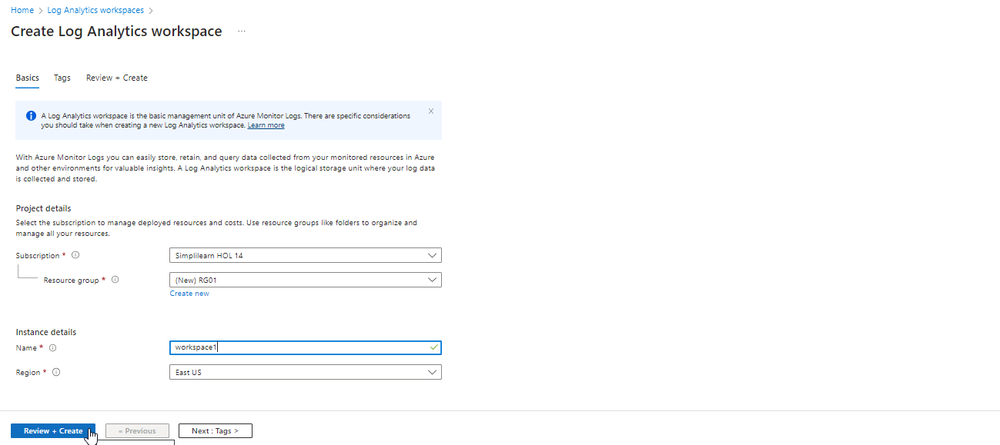 Home > Log Analytics workspaces >
Create Log Analytics workspace ...
Basics Tags Review + Create
A Log Analytics workspace is the basic management unit of Azure Monitor Logs. There are specific considerations
you should take when creating a new Log Analytics workspace. Learn more
With Azure Monitor Logs you can easily store, retain, and query data collected from your monitored resources in Azure
and other environments for valuable insights. A Log Analytics workspace is the logical storage unit where your log data
is collected and stored.
Project details
Select the subscription to manage deployed resources and costs. Use resource groups like folders to organize and
manage all your resources.
Subscription * Simplilearn HOL 14
Resource group * (New) RG01
Create new
Instance details
Name * workspace1
Region * East US
Review + Create « Previous Next : Tags >